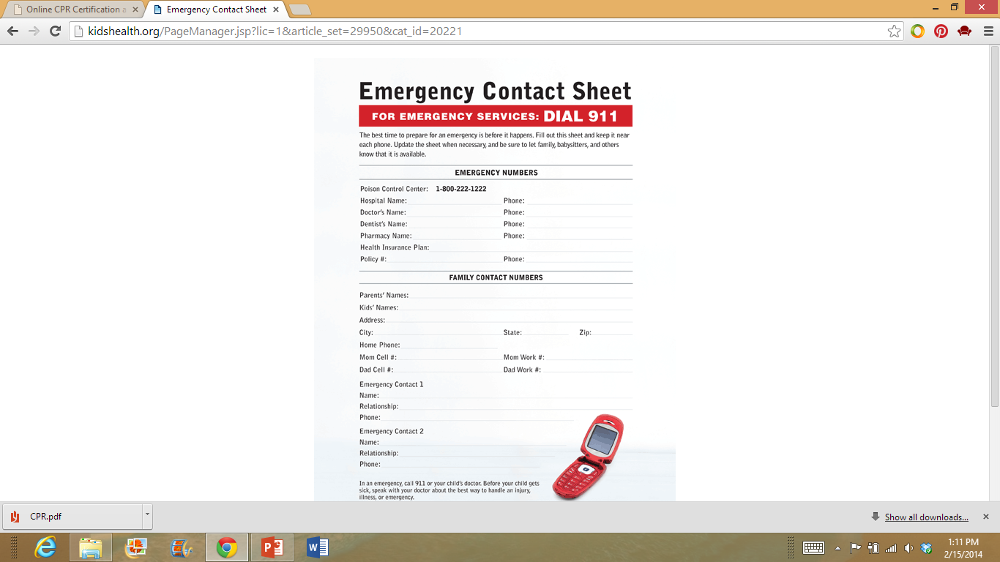 Online CPR Certification a
Emergency Contact Sheet
kidshealth.org/PageManager.jsp?lic=1&article_set=29950&cat_id=20221
Emergency Contact Sheet
FOR EMERGENCY SERVICES: DIAL 911
The best time to prepare for an emergency is before it happens. Fill out this sheet and keep it near
each phone. Update the sheet when necessary, and be sure to let family, babysitters, and others
know that it is available.
EMERGENCY NUMBERS
Poison Control Center: 1-800-222-1222
Hospital Name: Phone:
Doctor's Name: Phone:
Dentist's Name: Phone:
Pharmacy Name: Phone:
Health Insurance Plan:
Policy #: Phone:
FAMILY CONTACT NUMBERS
Parents' Names:
Kids' Names:
Address:
City: State: Zip:
Home Phone:
Mom Cell #: Mom Work #:
Dad Cell #: Dad Work #:
Emergency Contact 1
Name:
Relationship:
Phone:
Emergency Contact 2
Name:
Relationship:
Phone:
In an emergency, call 911 or your child's doctor. Before your child gets
sick, speak with your doctor about the best way to handle an injury,
illness, or emergency.
CPR.pdf
Show all downloads...
1:11 PM
2/15/2014